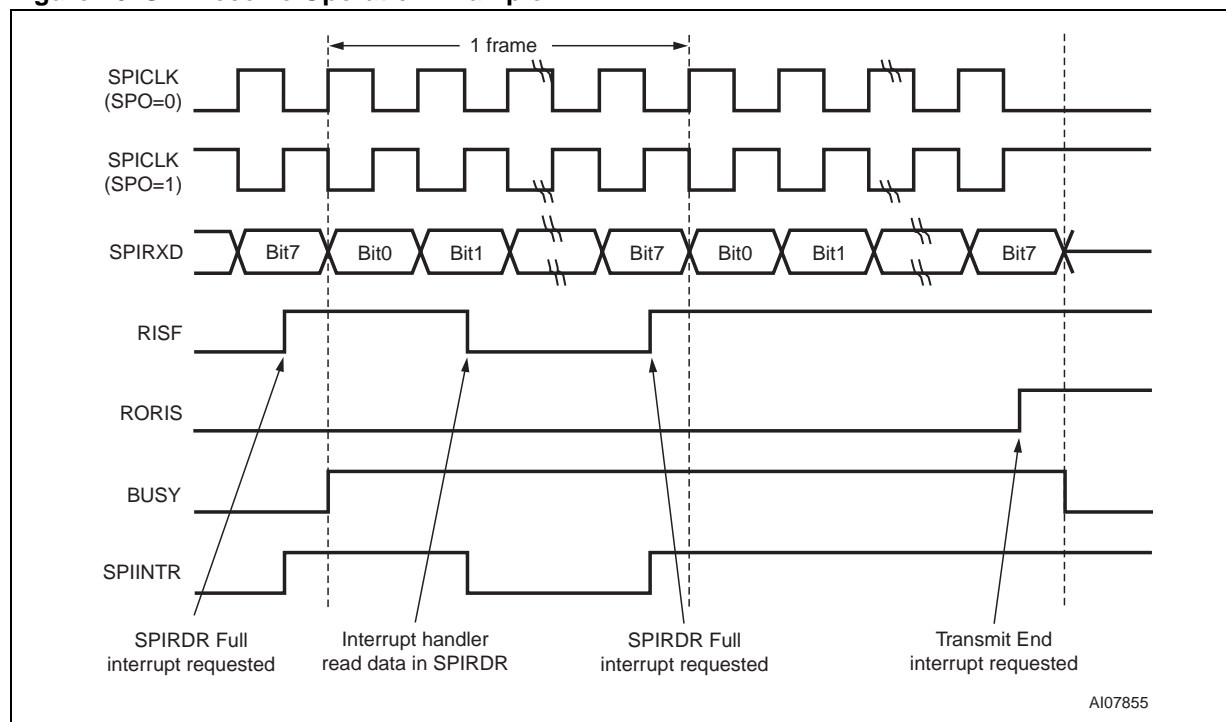 1 frame
SPICLK
(SPO=0)
SPICLK
(SPO=1)
SPIRXD
Bit7
Bit0
Bit1
Bit7
Bit0
Bit1
Bit7
RISF
RORIS
BUSY
SPIINTR
SPIRDR Full
interrupt requested
Interrupt handler
read data in SPIRDR
SPIRDR Full
interrupt requested
Transmit End
interrupt requested
AI07855